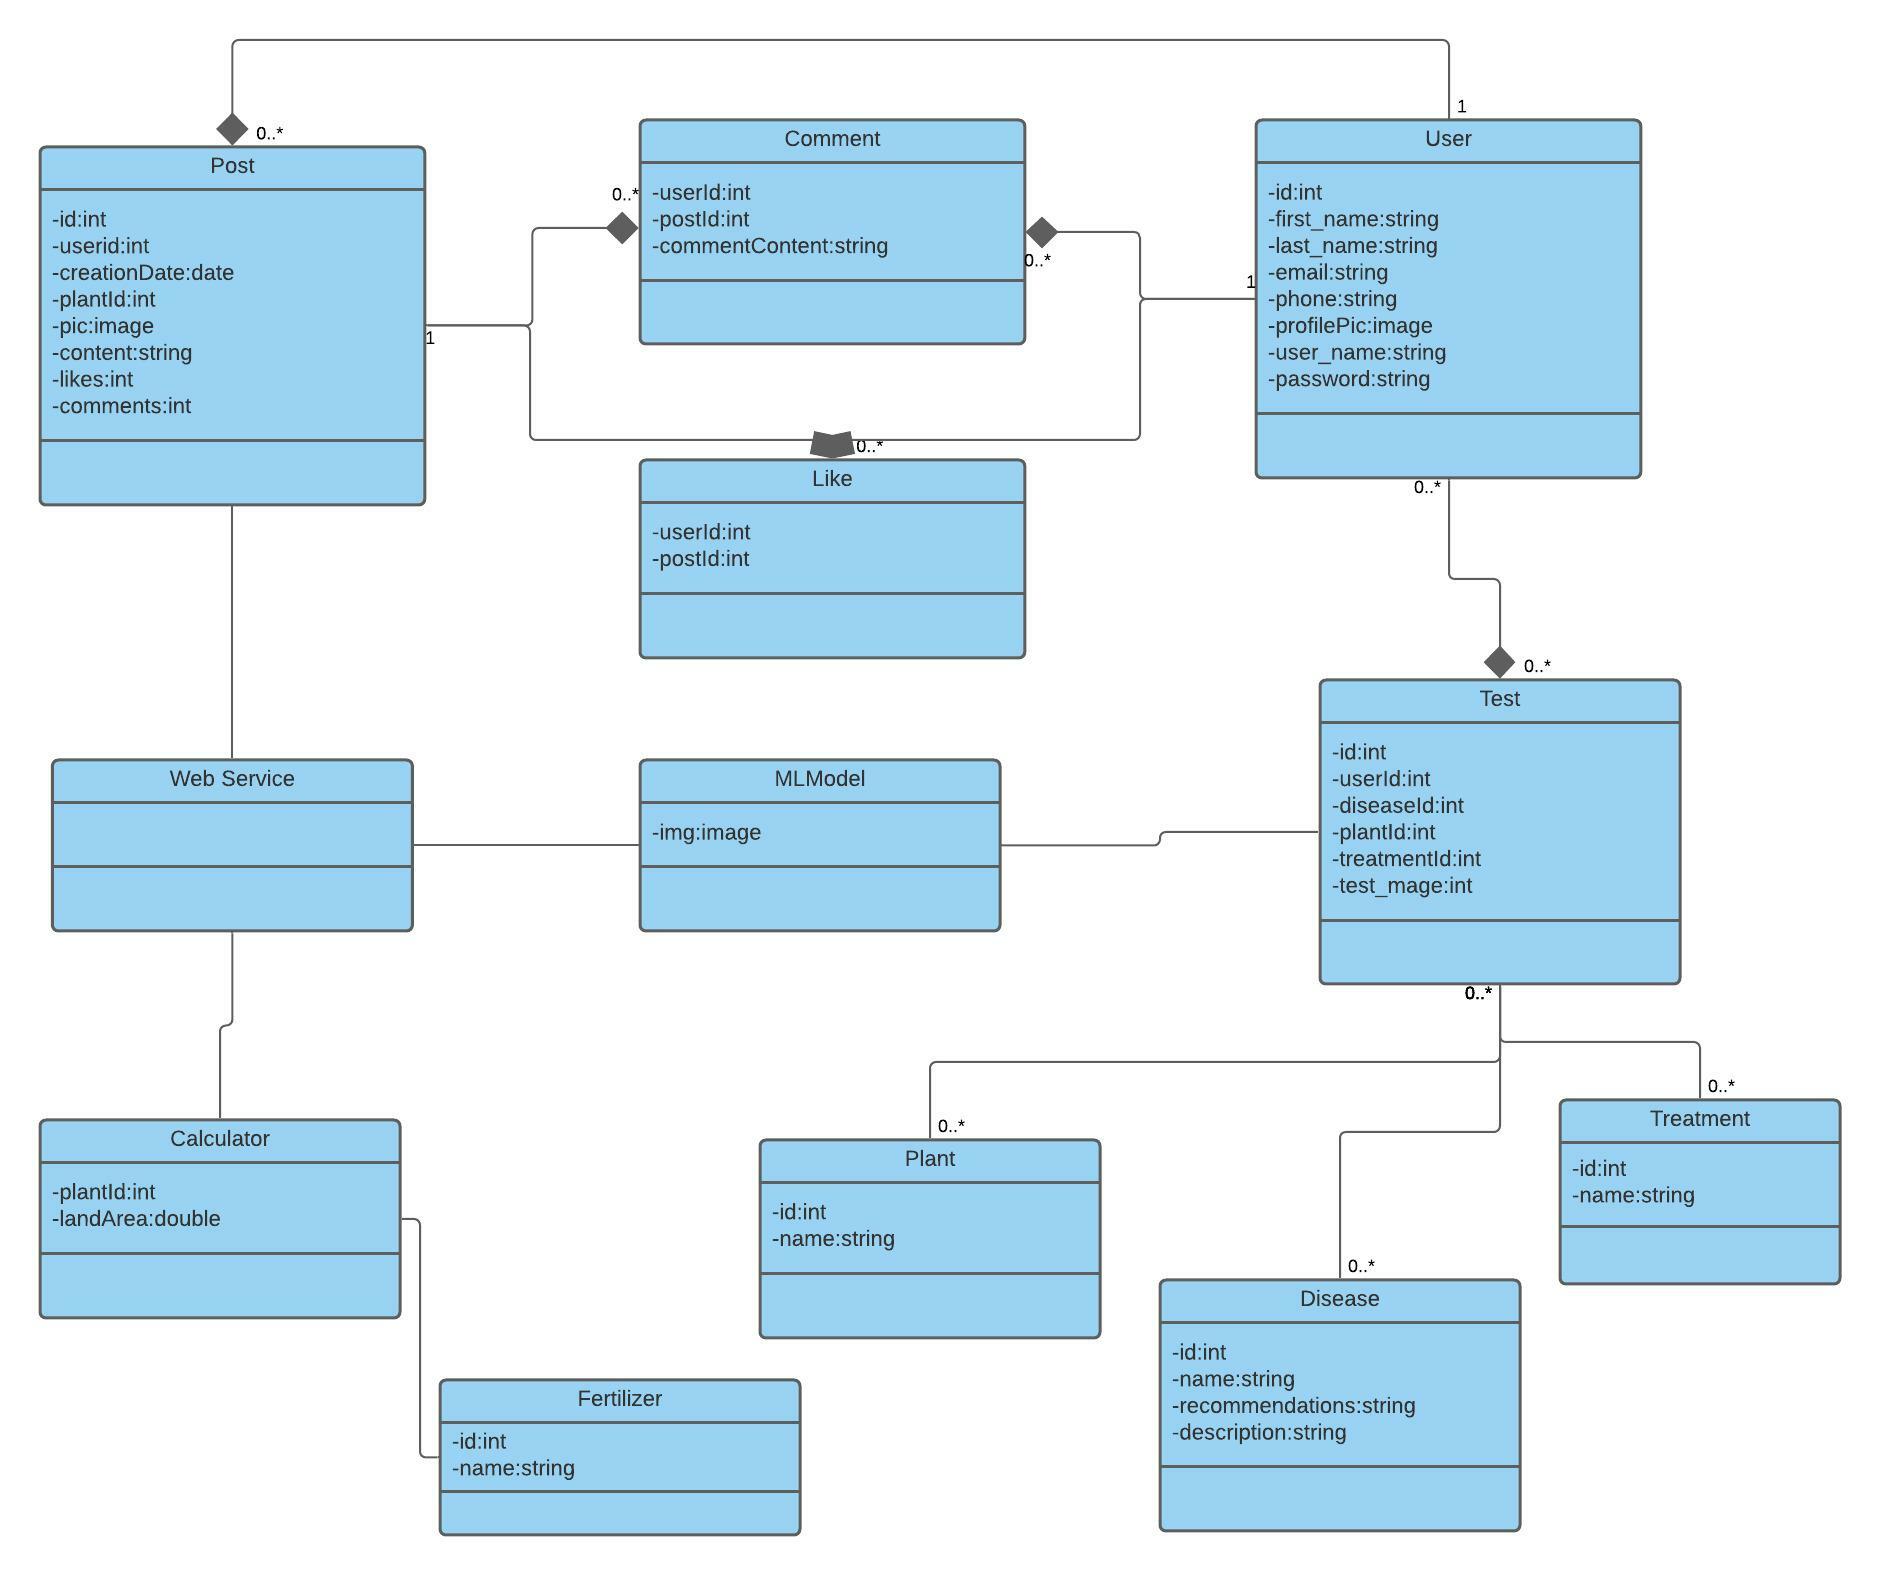 1
0..*
Post
-id:int
-userid:int
-creationDate:date
-plantId:int
-pic:image
-content:string
-likes:int
-comments:int
1
0..*
Comment
-userId:int
-postId:int
-commentContent:string
0..*
1
User
-id:int
-first_name:string
-last_name:string
-email:string
-phone:string
-profilePic:image
-user_name:string
-password:string
0..*
0..*
Like
-userId:int
-postId:int
0..*
Test
-id:int
-userId:int
-diseaseId:int
-plantId:int
-treatmentId:int
-test_mage:int
0..*
Web Service
MLModel
-img:image
Calculator
-plantId:int
-landArea:double
0..*
Plant
-id:int
-name:string
0..*
Treatment
-id:int
-name:string
0..*
Disease
-id:int
-name:string
-recommendations:string
-description:string
Fertilizer
-id:int
-name:string